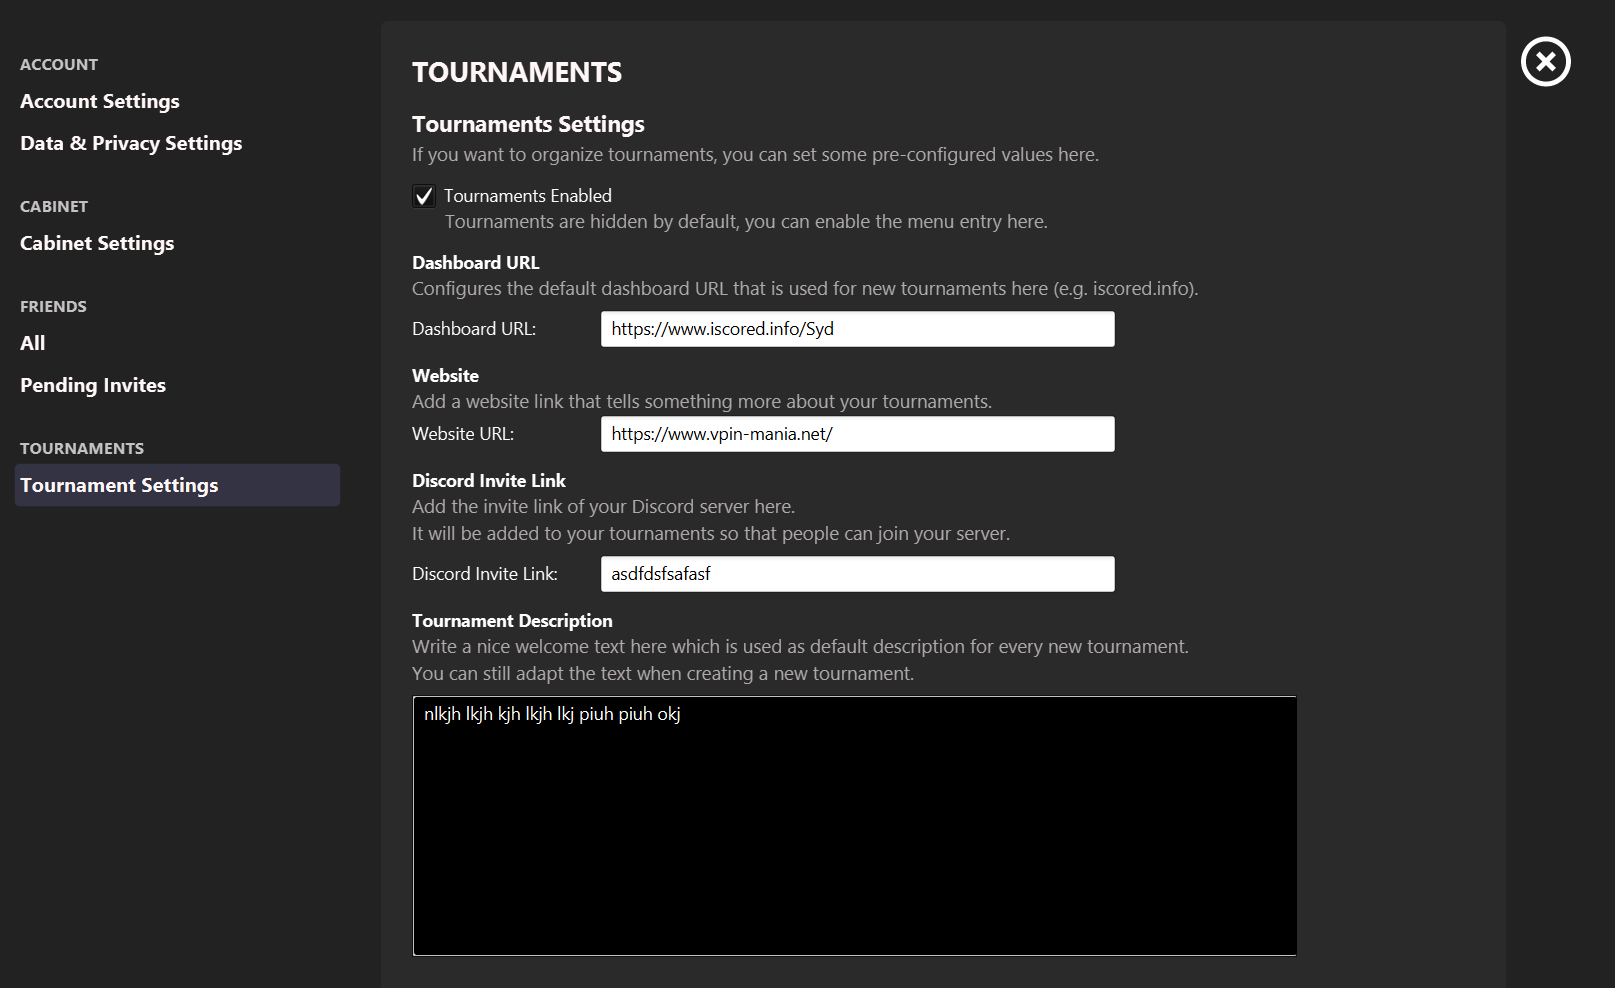 ACCOUNT
Account Settings
Data & Privacy Settings
CABINET
Cabinet Settings
FRIENDS
All
Pending Invites
TOURNAMENTS
Tournament Settings
TOURNAMENTS
Tournaments Settings
If you want to organize tournaments, you can set some pre-configured values here.
Tournaments Enabled
Tournaments are hidden by default, you can enable the menu entry here.
Dashboard URL
Configures the default dashboard URL that is used for new tournaments here (e.g. iscored.info).
Dashboard URL: https://www.iscored.info/Syd
Website
Add a website link that tells something more about your tournaments.
Website URL: https://www.vpin-mania.net/
Discord Invite Link
Add the invite link of your Discord server here.
It will be added to your tournaments so that people can join your server.
Discord Invite Link: asdfdsfsafasf
Tournament Description
Write a nice welcome text here which is used as default description for every new tournament.
You can still adapt the text when creating a new tournament.
nlkjh lkjh kjh lkjh lkj piuh piuh okj